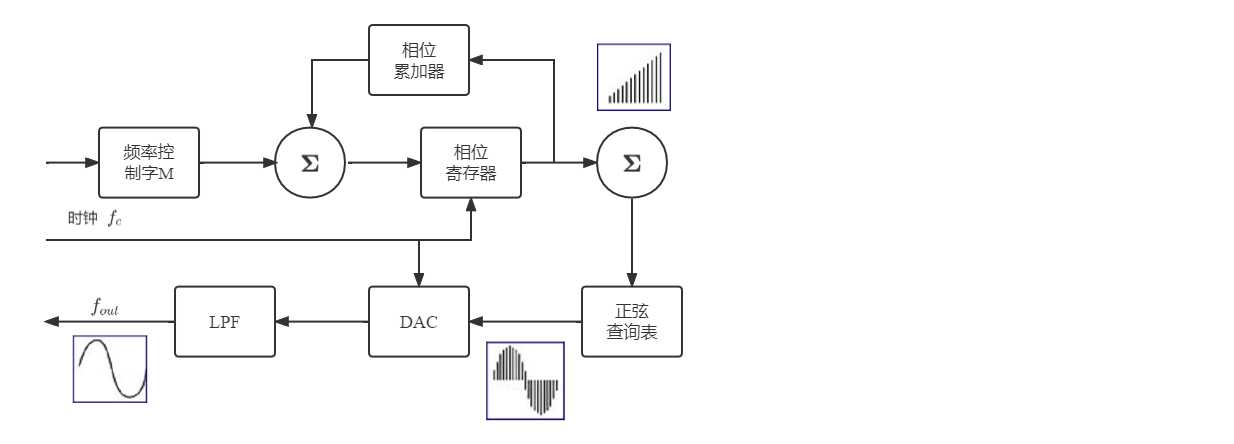 相位
累加器
频率控
制字M
Σ
相位
寄存器
Σ
时钟 f_c
f_out
LPF
DAC
正弦
查询表